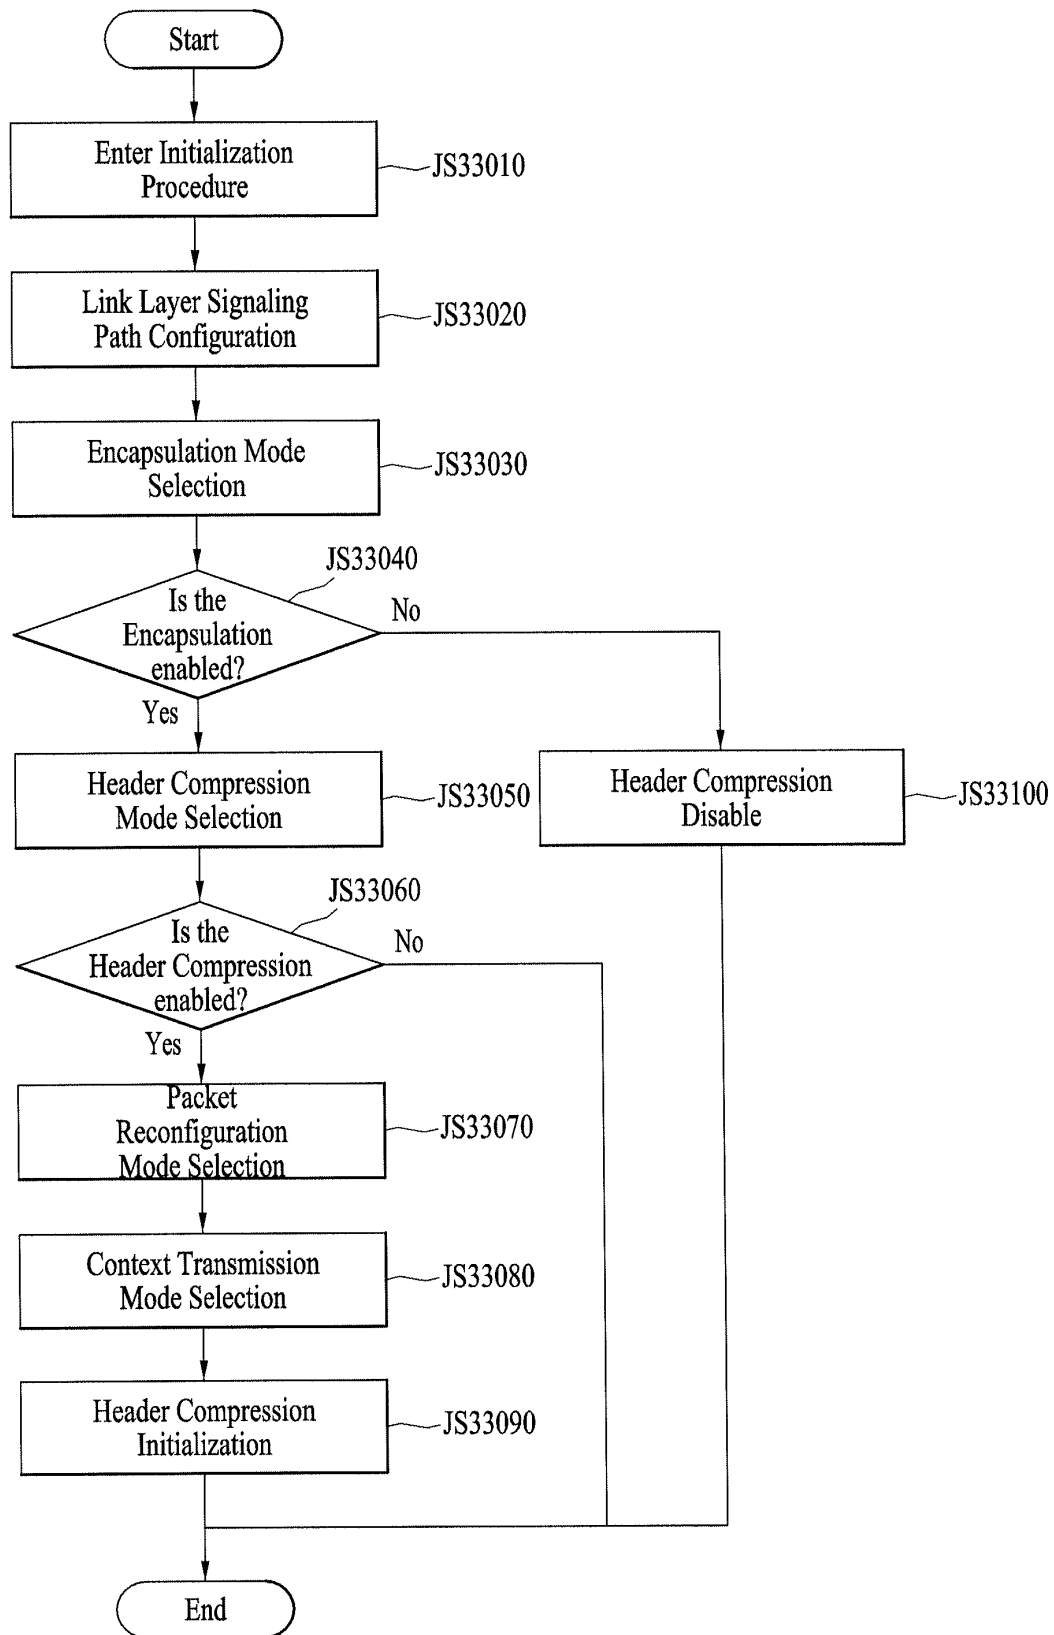 Start
Enter Initialization
Procedure
JS33010
Link Layer Signaling
Path Configuration
JS33020
Encapsulation Mode
Selection
JS33030
JS33040
Is the
Encapsulation
enabled?
No
Yes
Header Compression
Mode Selection
JS33050
Header Compression
Disable
JS33100
JS33060
Is the
Header Compression
enabled?
No
Yes
Packet
Reconfiguration
Mode Selection
JS33070
Context Transmission
Mode Selection
JS33080
Header Compression
Initialization
JS33090
End